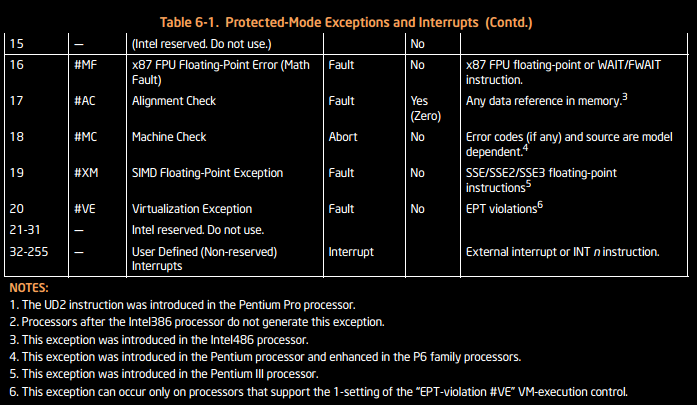 Table 6-1. Protected-Mode Exceptions and Interrupts (Contd.)
15 — (Intel reserved. Do not use.) No
16 #MF x87 FPU Floating-Point Error (Math Fault No x87 FPU floating-point or WAIT/FWAIT
Fault) instruction.
17 #AC Alignment Check Fault Yes Any data reference in memory.3
(Zero)
18 #MC Machine Check Abort No Error codes (if any) and source are model
dependent.4
19 #XM SIMD Floating-Point Exception Fault No SSE/SSE2/SSE3 floating-point
instructions5
20 #VE Virtualization Exception Fault No EPT violations6
21-31 — Intel reserved. Do not use.
32-255 — User Defined (Non-reserved) Interrupt External interrupt or INT n instruction.
Interrupts
NOTES:
1. The UD2 instruction was introduced in the Pentium Pro processor.
2. Processors after the Intel386 processor do not generate this exception.
3. This exception was introduced in the Intel486 processor.
4. This exception was introduced in the Pentium processor and enhanced in the P6 family processors.
5. This exception was introduced in the Pentium III processor.
6. This exception can occur only on processors that support the 1-setting of the "EPT-violation #VE" VM-execution control.